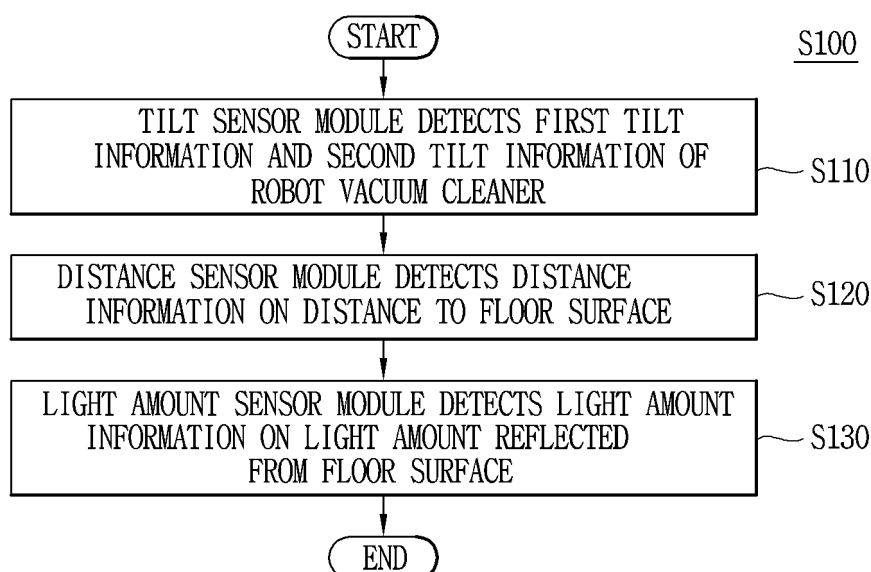 START
S100
TILT SENSOR MODULE DETECTS FIRST TILT
INFORMATION AND SECOND TILT INFORMATION OF
ROBOT VACUUM CLEANER
S110
DISTANCE SENSOR MODULE DETECTS DISTANCE
INFORMATION ON DISTANCE TO FLOOR SURFACE
S120
LIGHT AMOUNT SENSOR MODULE DETECTS LIGHT AMOUNT
INFORMATION ON LIGHT AMOUNT REFLECTED
FROM FLOOR SURFACE
S130
END